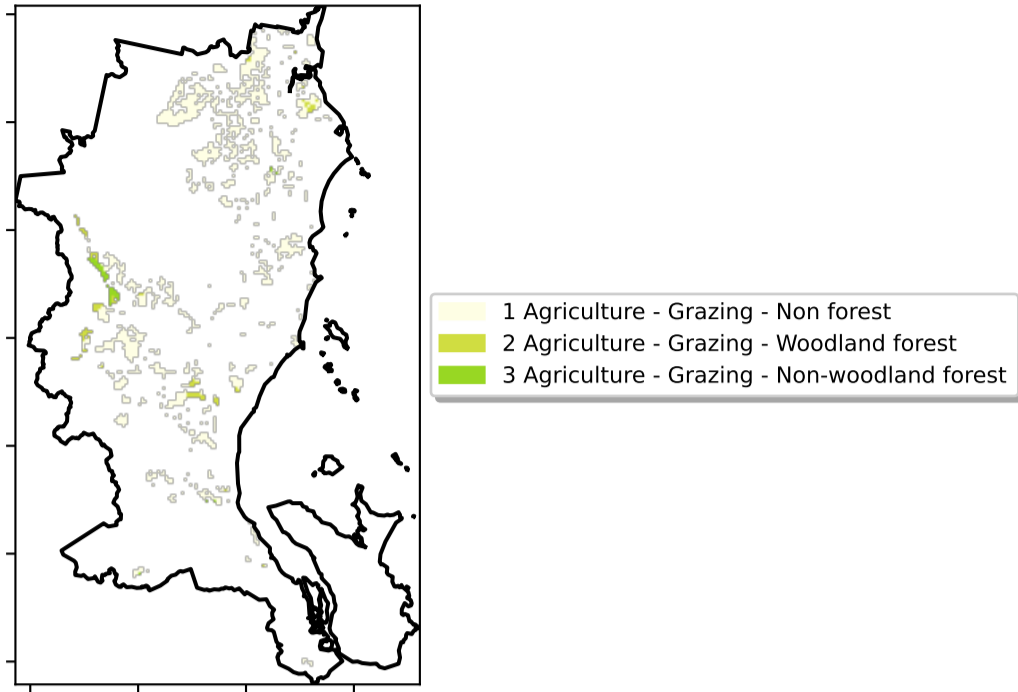 1 Agriculture - Grazing - Non forest
2 Agriculture - Grazing - Woodland forest
3 Agriculture - Grazing - Non-woodland forest